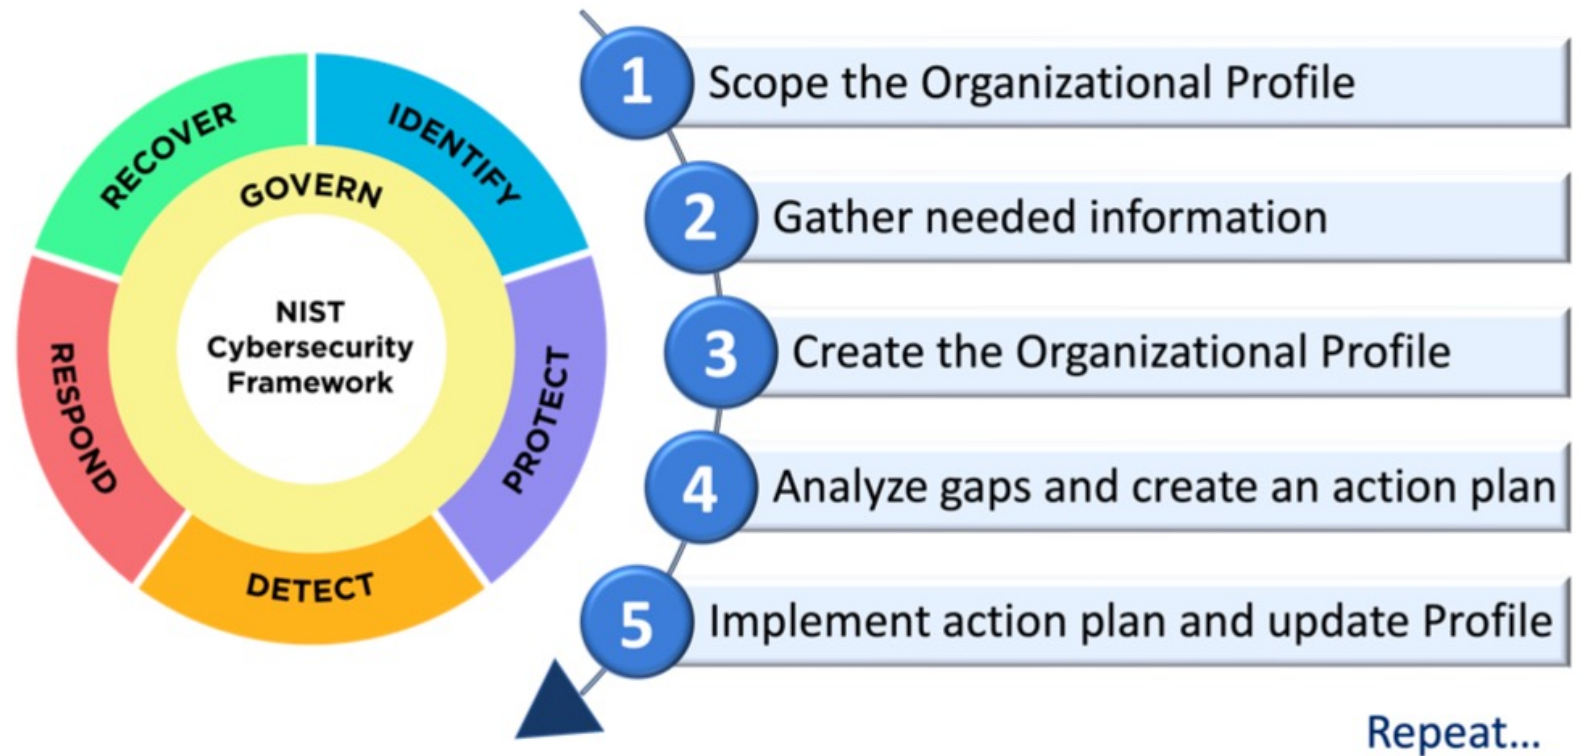 RECOVER
IDENTIFY
GOVERN
NIST
Cybersecurity
Framework
RESPOND
PROTECT
DETECT
1 Scope the Organizational Profile
2 Gather needed information
3 Create the Organizational Profile
4 Analyze gaps and create an action plan
5 Implement action plan and update Profile
Repeat...